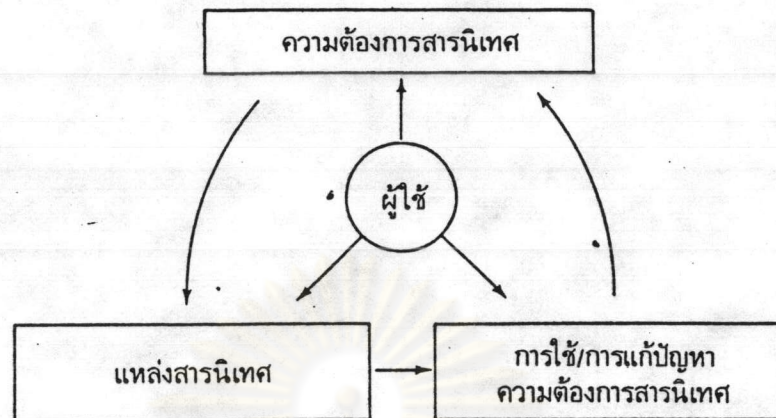 ความต้องการสารนิเทศ
ผู้ใช้
แหล่งสารนิเทศ
การใช้/การแก้ปัญหา
ความต้องการสารนิเทศ